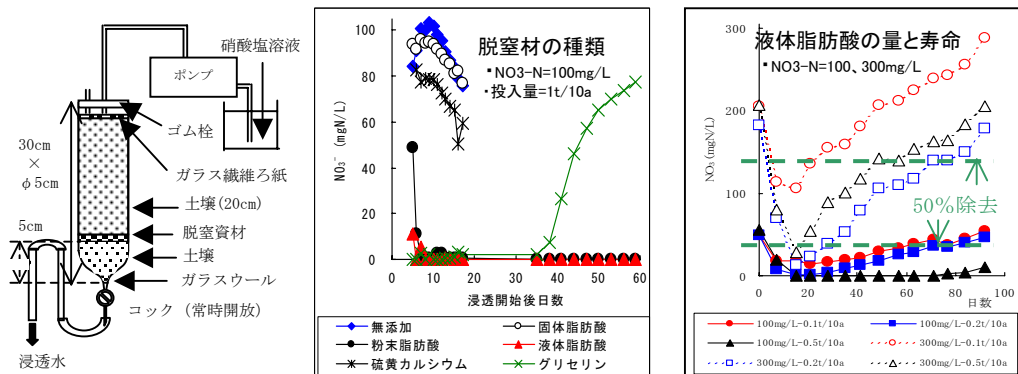 硝酸塩溶液
ポンプ
ゴム栓
30cm
×
φ5cm
ガラス繊維ろ紙
土壌(20cm)
5cm
脱窒資材
土壌
ガラスウール
コック (常時開放)
浸透水
脱窒材の種類
▪NO3-N=100mg/L
・投入量=1t/10a
NO₃⁻ (mgN/L)
120
100
80
60
40
20
0
0 10 20 30 40 50 60
浸透開始後日数
無添加 固体脂肪酸
粉末脂肪酸 液体脂肪酸
硫黄カルシウム グリセリン
液体脂肪酸の量と寿命
▪NO3-N=100、300mg/L
NO₃ (mgN/L)
300
200
100
0
50%除去
0 20 40 60 80 100
日数
100mg/L-0.1t/10a 100mg/L-0.2t/10a
100mg/L-0.5t/10a 300mg/L-0.1t/10a
300mg/L-0.2t/10a 300mg/L-0.5t/10a